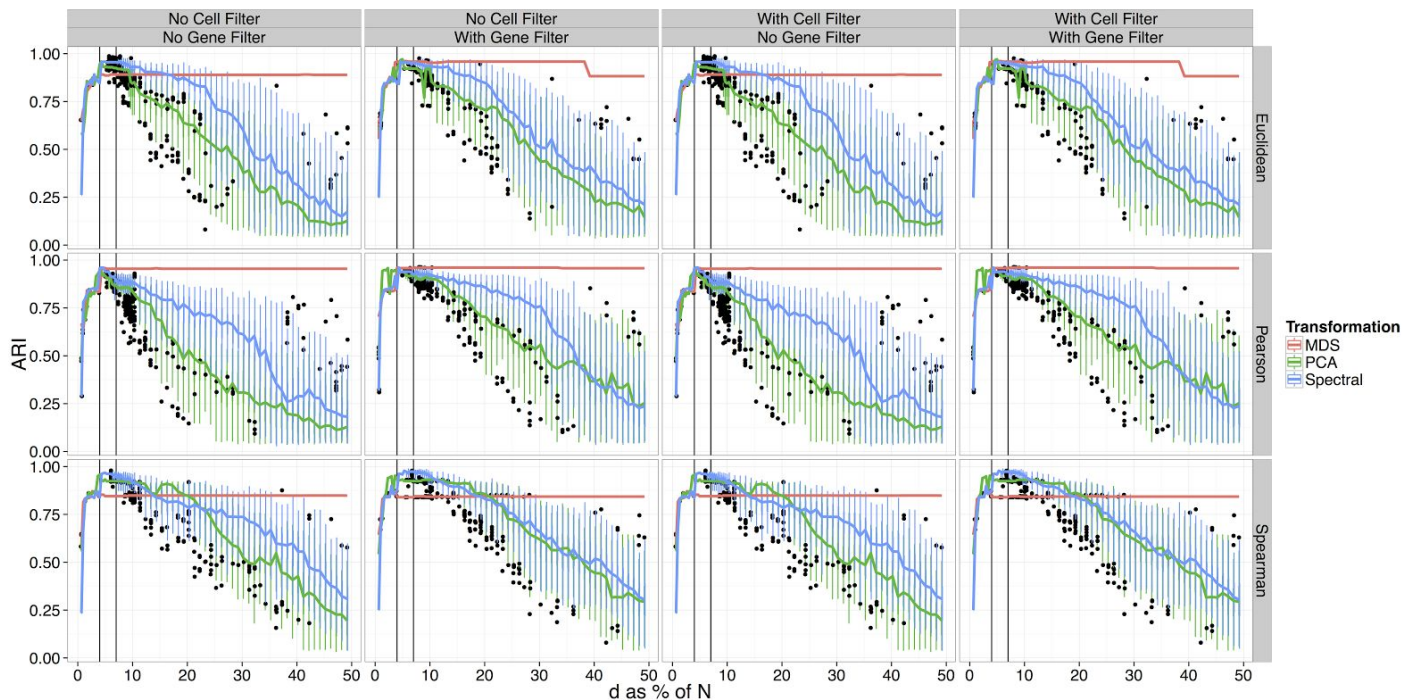 No Cell Filter No Cell Filter With Cell Filter With Cell Filter
No Gene Filter With Gene Filter No Gene Filter With Gene Filter
1.00
0.75
0.50
0.25
0.00
Euclidean
1.00
0.75
0.50
0.25
0.00
Pearson
ARI
Transformation
MDS
PCA
Spectral
1.00
0.75
0.50
0.25
0.00
Spearman
0 10 20 30 40 50 0 10 20 30 40 50 0 10 20 30 40 50 0 10 20 30 40 50
d as % of N